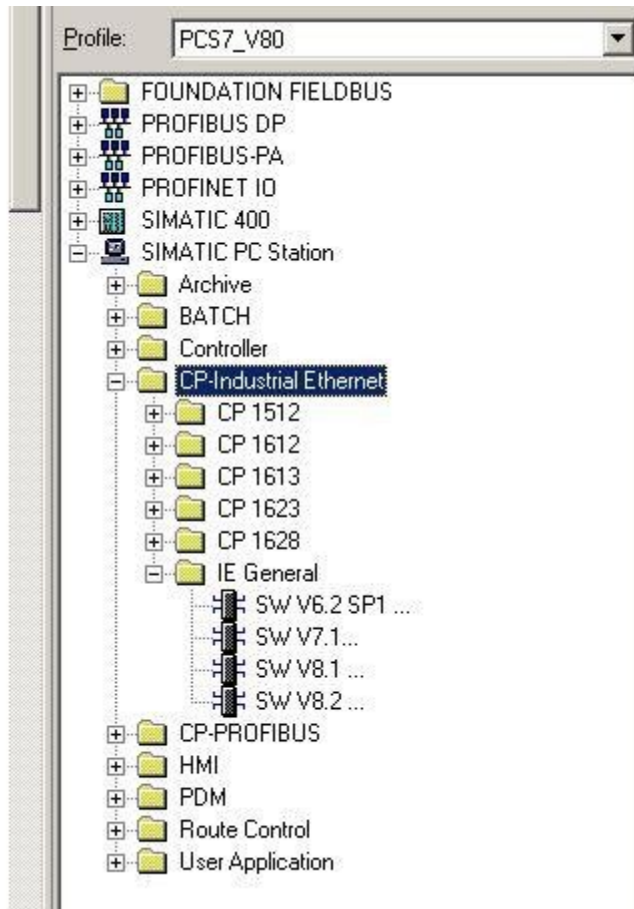 Profile: PCS7_V80
FOUNDATION FIELDBUS
PROFIBUS DP
PROFIBUS-PA
PROFINET IO
SIMATIC 400
SIMATIC PC Station
Archive
BATCH
Controller
CP-Industrial Ethernet
CP 1512
CP 1612
CP 1613
CP 1623
CP 1628
IE General
SW V6.2 SP1 ...
SW V7.1...
SW V8.1 ...
SW V8.2 ...
CP-PROFIBUS
HMI
PDM
Route Control
User Application